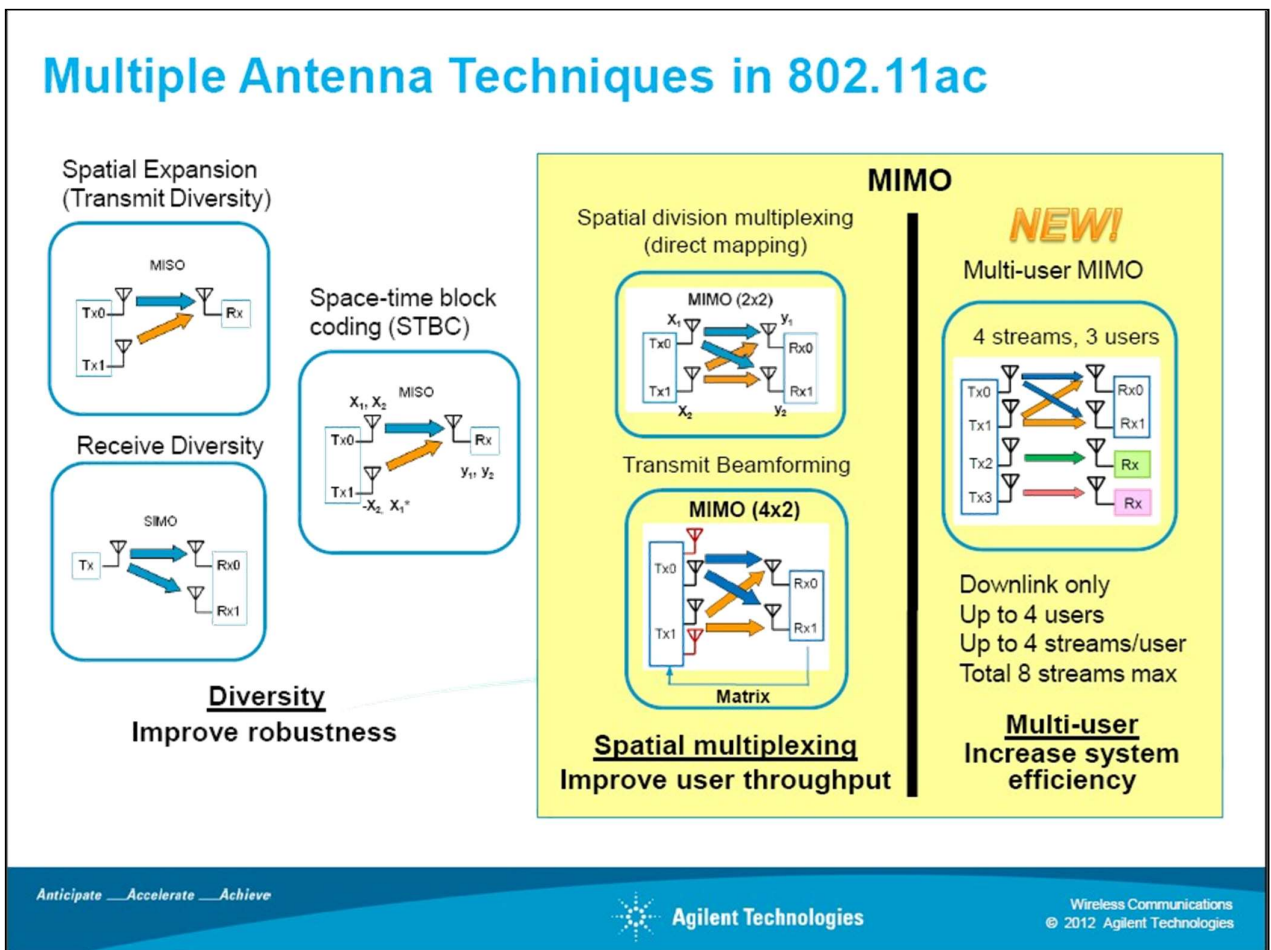 Multiple Antenna Techniques in 802.11ac
Spatial Expansion
(Transmit Diversity)
MISO
Tx0
Rx
Tx1
Receive Diversity
SIMO
Tx
Rx0
Rx1
Space-time block
coding (STBC)
X1, X2
MISO
Tx0
Rx
y1, y2
Tx1
-X2, X1*
Diversity
Improve robustness
MIMO
Spatial division multiplexing
(direct mapping)
MIMO (2x2)
X1
y1
Tx0
Rx0
Tx1
Rx1
X2
y2
Transmit Beamforming
MIMO (4x2)
Tx0
Rx0
Tx1
Rx1
Matrix
Spatial multiplexing
Improve user throughput
NEW!
Multi-user MIMO
4 streams, 3 users
Tx0
Rx0
Tx1
Rx1
Tx2
Rx
Tx3
Rx
Downlink only
Up to 4 users
Up to 4 streams/user
Total 8 streams max
Multi-user
Increase system
efficiency
Anticipate __Accelerate __Achieve
Agilent Technologies
Wireless Communications
© 2012 Agilent Technologies